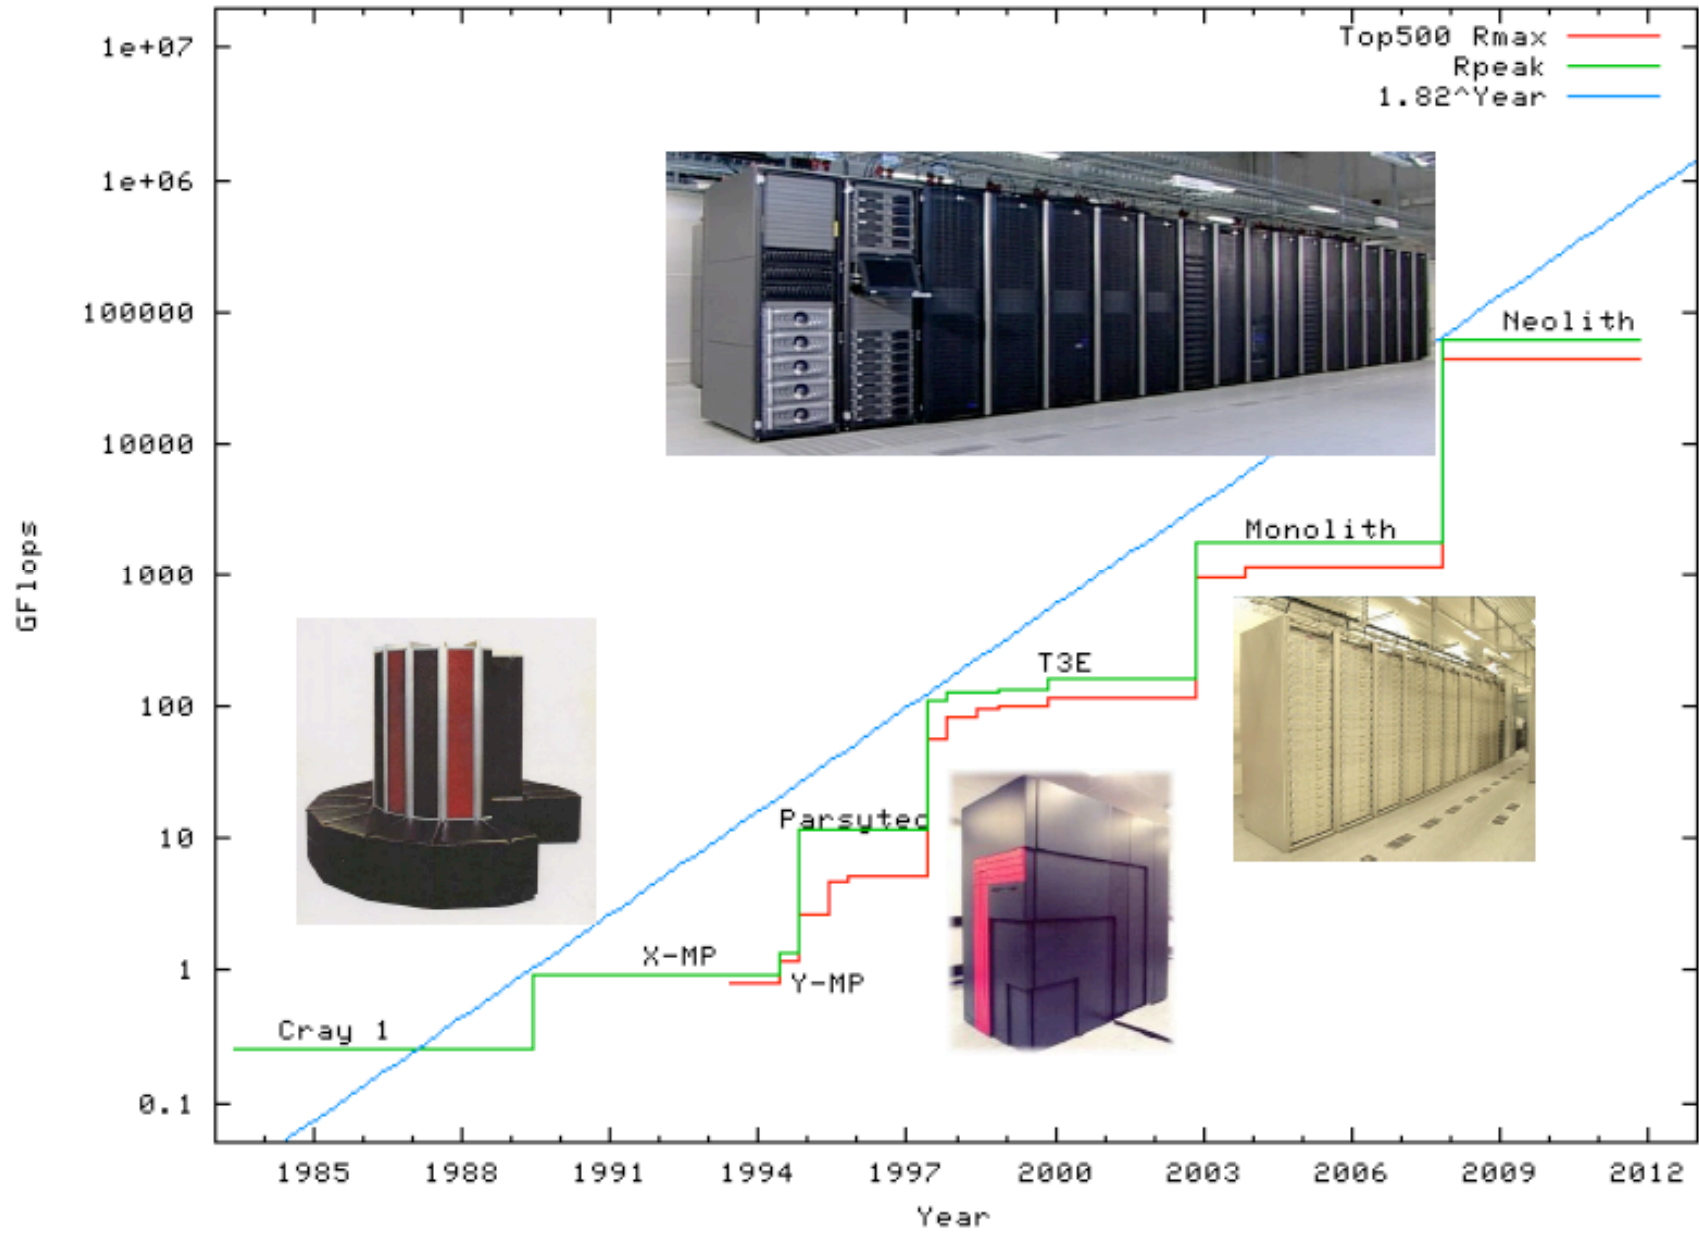 1e+07
1e+06
100000
10000
1000
100
10
1
0.1
GFlops
Top500 Rmax
Rpeak
1.82^Year
Neolith
Monolith
T3E
Parsytec
X-MP
Y-MP
Cray 1
1985 1988 1991 1994 1997 2000 2003 2006 2009 2012
Year